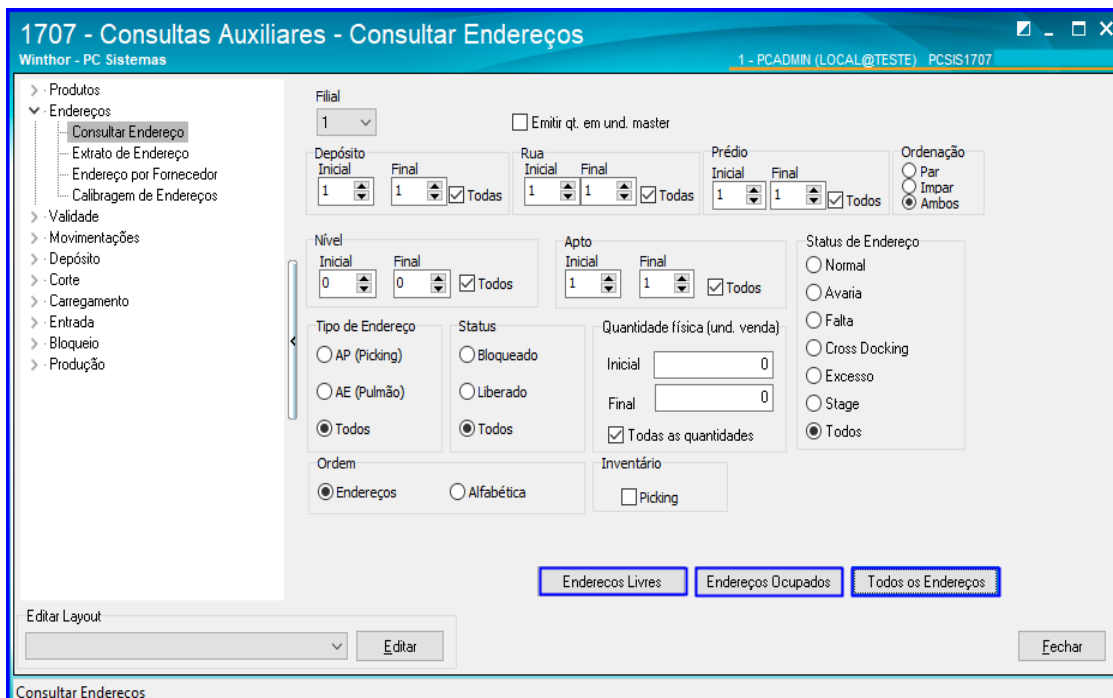 1707 - Consultas Auxiliares - Consultar Endereços
Winthor - PC Sistemas
1 - PCADMIN (LOCAL@TESTE) PCSIS1707
Produtos
Endereços
Consultar Endereço
Extrato de Endereço
Endereço por Fornecedor
Calibragem de Endereços
Validade
Movimentações
Depósito
Corte
Carregamento
Entrada
Bloqueio
Produção
Filial
1
Emitir qt. em und. master
Depósito
Inicial Final
1 1 Todas
Rua
Inicial Final
1 1 Todas
Prédio
Inicial Final
1 1 Todos
Ordenação
Par
Impar
Ambos
Nível
Inicial Final
0 0 Todos
Apto
Inicial Final
1 1 Todos
Status de Endereço
Normal
Avaria
Falta
Cross Docking
Excesso
Stage
Todos
Tipo de Endereço
AP (Picking)
AE (Pulmão)
Todos
Status
Bloqueado
Liberado
Todos
Quantidade física (und. venda)
Inicial 0
Final 0
Todas as quantidades
Ordem
Endereços Alfabética
Inventário
Picking
Enderecos Livres Endereços Ocupados Todos os Endereços
Editar Layout
Editar
Fechar
Consultar Enderecos